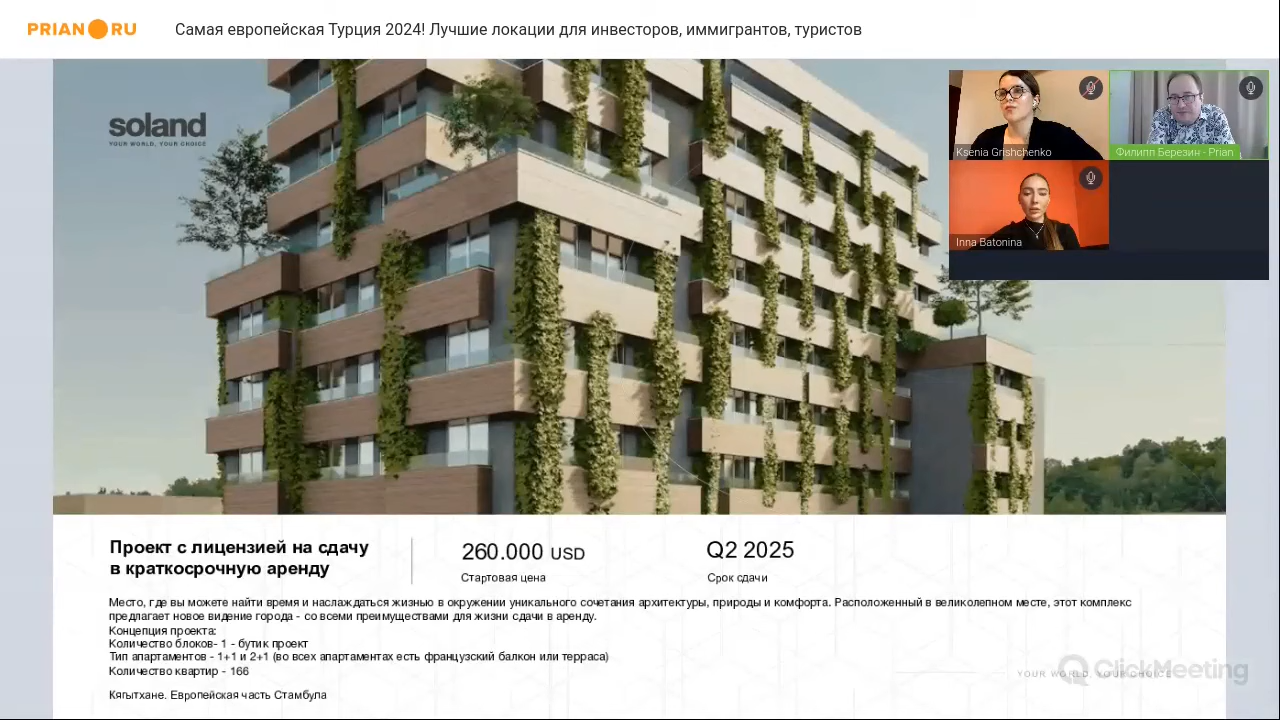 PRIAN RU
Самая европейская Турция 2024! Лучшие локации для инвесторов, иммигрантов, туристов
soland
YOUR WORLD, YOUR CHOICE
Ksenia Grishchenko
Филипп Березин - Prian
Inna Batonina
Проект с лицензией на сдачу
в краткосрочную аренду
260.000 USD
Стартовая цена
Q2 2025
Срок сдачи
Место, где вы можете найти время и наслаждаться жизнью в окружении уникального сочетания архитектуры, природы и комфорта. Расположенный в великолепном месте, этот комплекс
предлагает новое видение города - со всеми преимуществами для жизни сдачи в аренду.
Концепция проекта:
Количество блоков- 1 - бутик проект
Тип апартаментов - 1+1 и 2+1 (во всех апартаментах есть французский балкон или терраса)
Количество квартир - 166
Кягытхане. Европейская часть Стамбула
YOUR WORLD, YOUR CHOICE
ClickMeeting